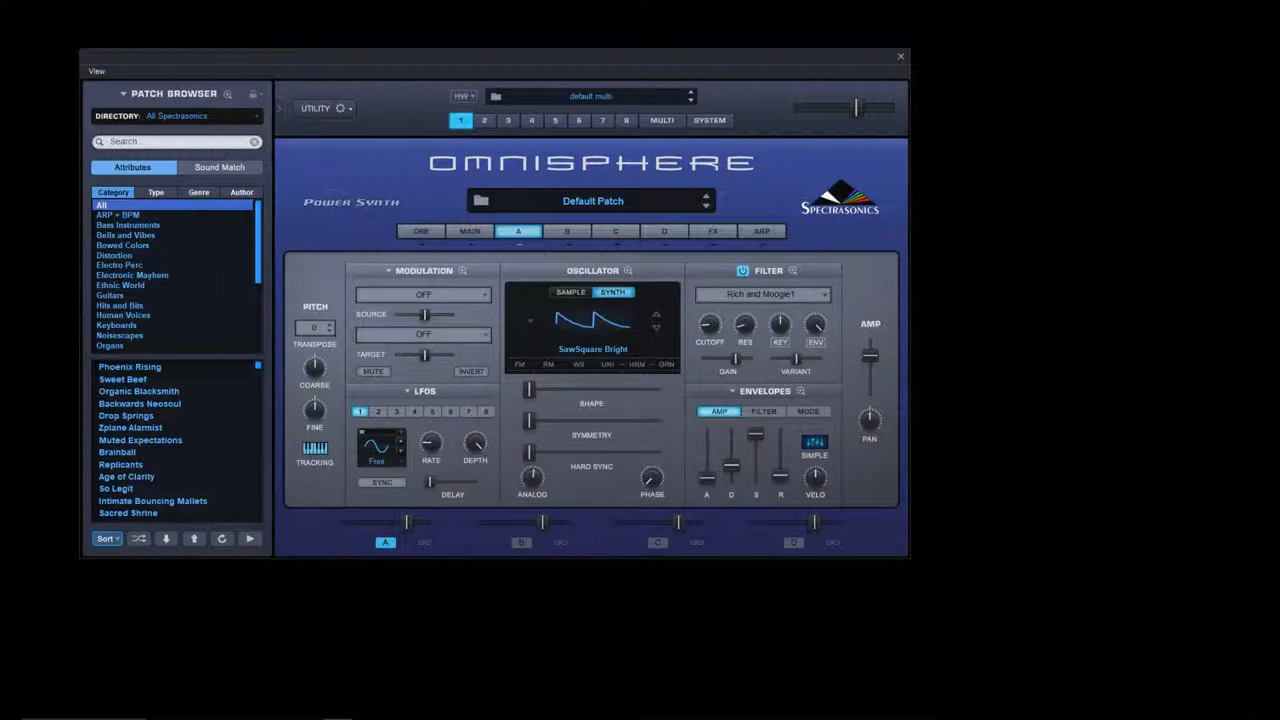 View
PATCH BROWSER
DIRECTORY: All Spectrasonics
Search
Attributes Sound Match
Category Type Genre Author
All
ARP + BPM
Bass Instruments
Bells and Vibes
Bowed Colors
Distortion
Electro Perc
Electronic Mayhem
Ethnic World
Guitars
Hits and Bits
Human Voices
Keyboards
Noisescapes
Organs
Phoenix Rising
Sweet Beef
Organic Blacksmith
Backwards Neosoul
Drop Springs
Zplane Alarmist
Muted Expectations
Brainball
Replicants
Age of Clarity
So Legit
Intimate Bouncing Mallets
Sacred Shrine
Sort
UTILITY
HW
default multi
1 2 3 4 5 6 7 8 MULTI SYSTEM
OMNISPHERE
POWER SYNTH
Default Patch
SPECTRASONICS
ORB MAIN A B C D FX ARP
PITCH
0
TRANSPOSE
COARSE
FINE
TRACKING
MODULATION
OFF
SOURCE
OFF
TARGET
MUTE INVERT
LFOS
1 2 3 4 5 6 7 8
Free
RATE DEPTH
SYNC
DELAY
OSCILLATOR
SAMPLE SYNTH
SawSquare Bright
FM RM WS UNI HRM GRN
SHAPE
SYMMETRY
HARD SYNC
ANALOG PHASE
FILTER
Rich and Moogie1
CUTOFF RES KEY ENV
GAIN VARIANT
ENVELOPES
AMP FILTER MODS
SIMPLE
A D S R VELO
AMP
PAN
A B C D